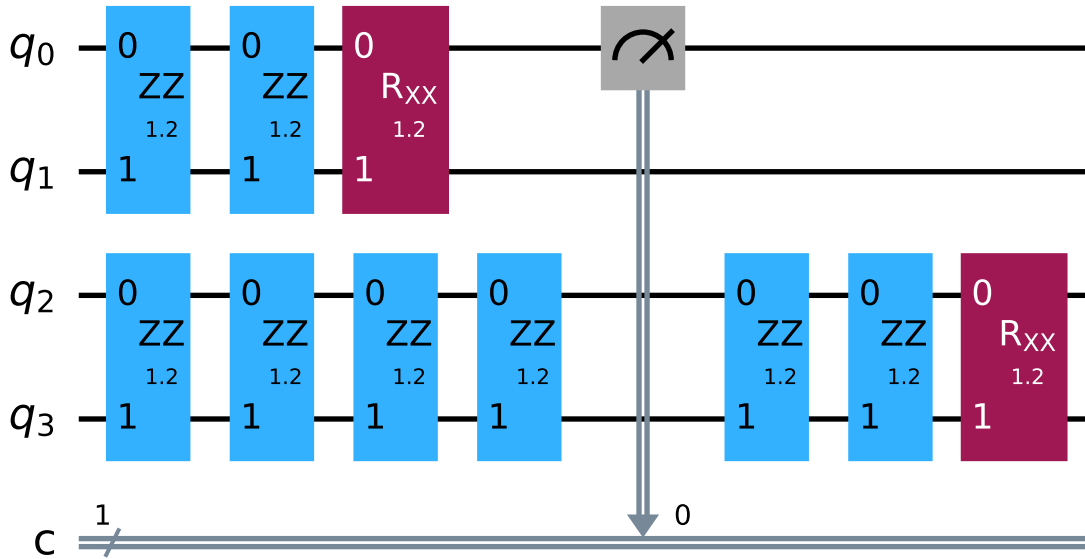 q0 0 0 0
ZZ ZZ RXX
1.2 1.2 1.2
q1 1 1 1
q2 0 0 0 0 0 0 0
ZZ ZZ ZZ ZZ ZZ ZZ RXX
1.2 1.2 1.2 1.2 1.2 1.2 1.2
q3 1 1 1 1 1 1 1
1 0
c